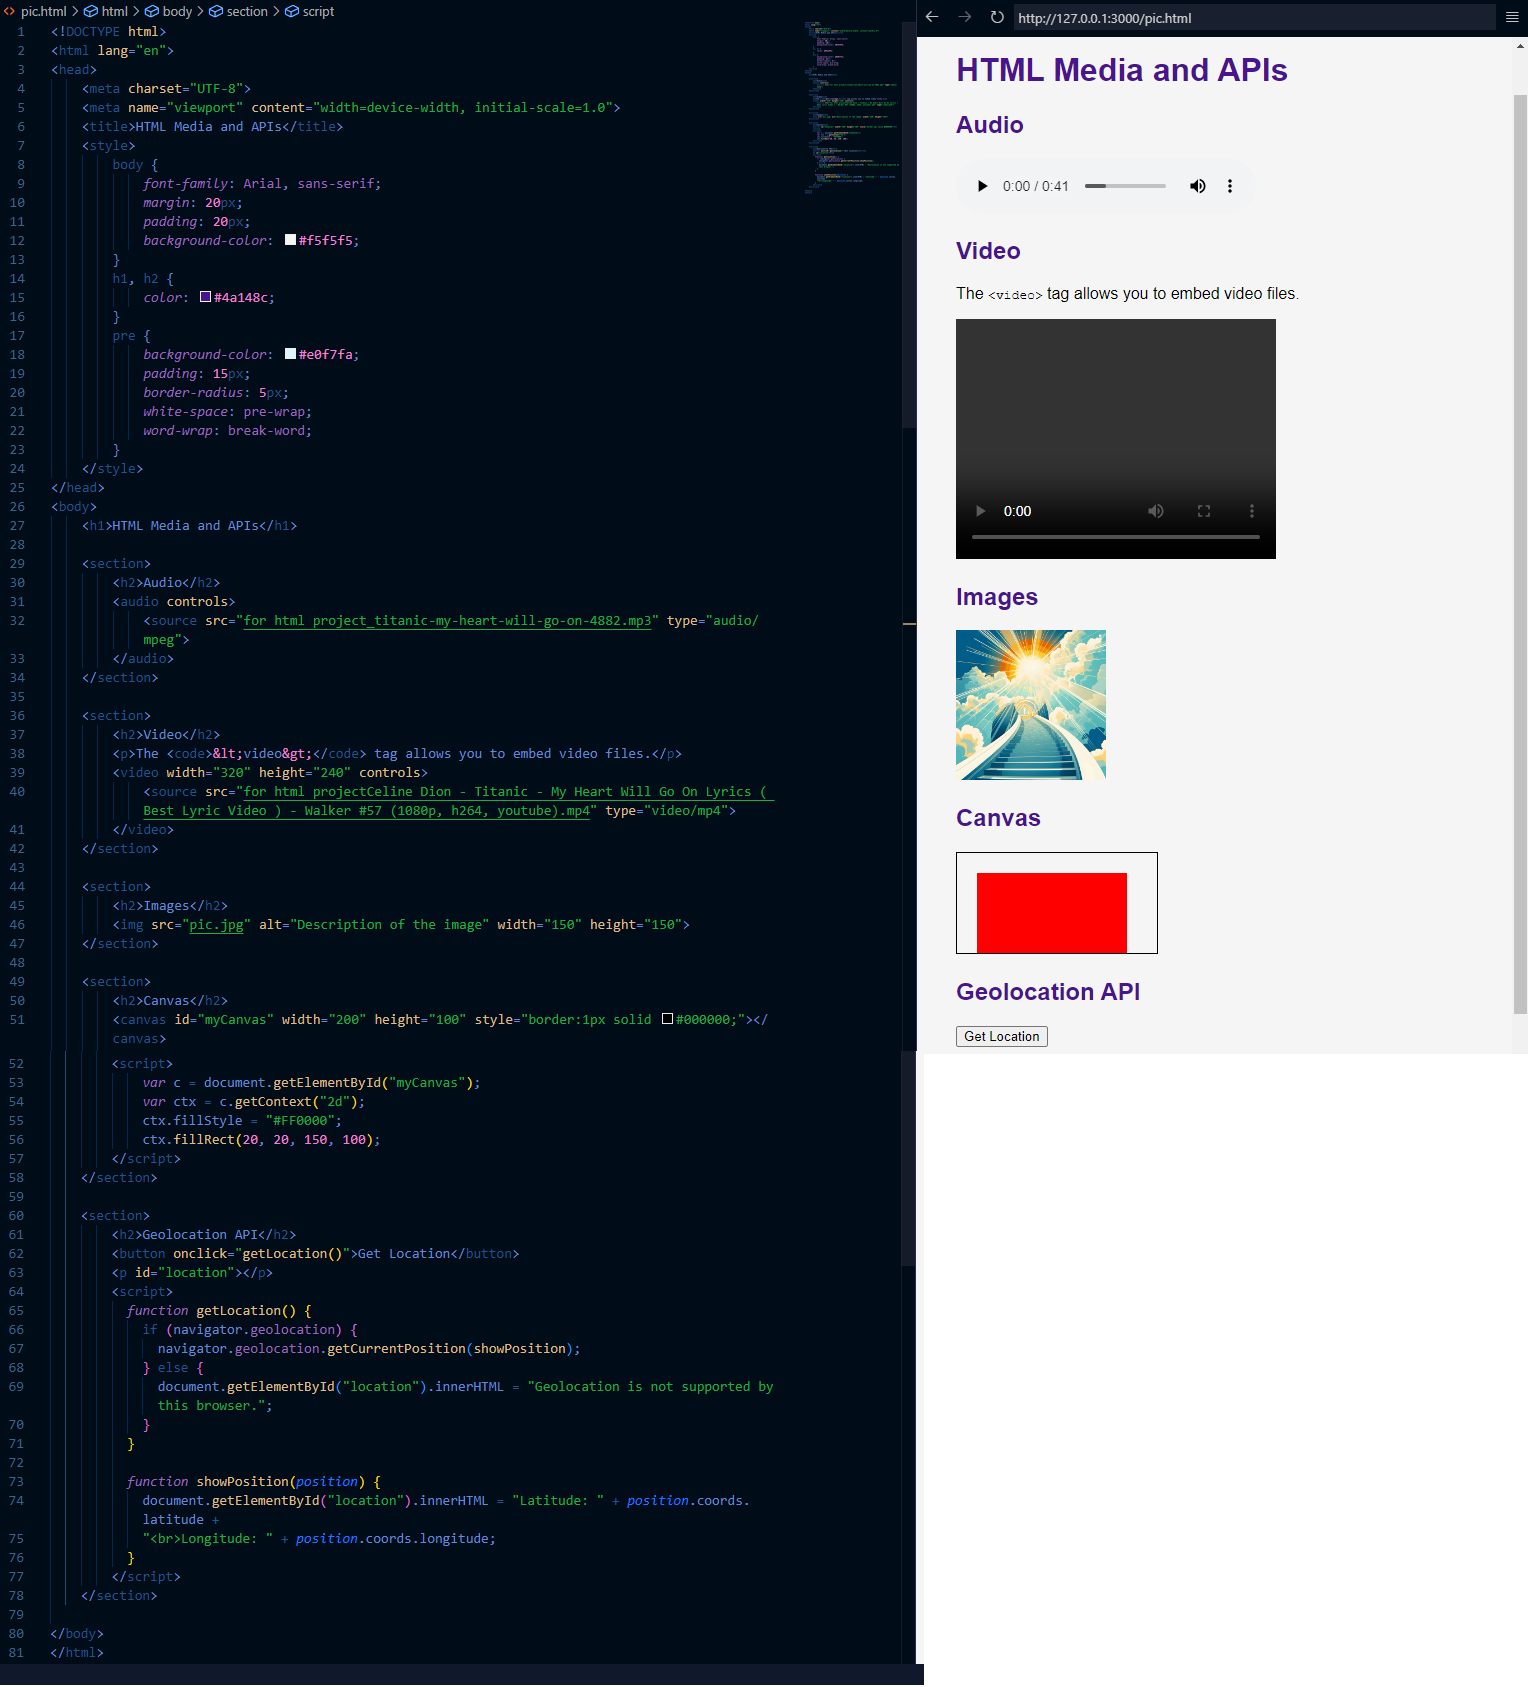 pic.html > html > body > section > script
1 <!DOCTYPE html>
2 <html lang="en">
3 <head>
4 <meta charset="UTF-8">
5 <meta name="viewport" content="width=device-width, initial-scale=1.0">
6 <title>HTML Media and APIs</title>
7 <style>
8 body {
9 font-family: Arial, sans-serif;
10 margin: 20px;
11 padding: 20px;
12 background-color: #f5f5f5;
13 }
14 h1, h2 {
15 color: #4a148c;
16 }
17 pre {
18 background-color: #e0f7fa;
19 padding: 15px;
20 border-radius: 5px;
21 white-space: pre-wrap;
22 word-wrap: break-word;
23 }
24 </style>
25 </head>
26 <body>
27 <h1>HTML Media and APIs</h1>
28
29 <section>
30 <h2>Audio</h2>
31 <audio controls>
32 <source src="for html project_titanic-my-heart-will-go-on-4882.mp3" type="audio/
mpeg">
33 </audio>
34 </section>
35
36 <section>
37 <h2>Video</h2>
38 <p>The <code>&lt;video&gt;</code> tag allows you to embed video files.</p>
39 <video width="320" height="240" controls>
40 <source src="for html projectCeline Dion - Titanic - My Heart Will Go On Lyrics (
Best Lyric Video ) - Walker #57 (1080p, h264, youtube).mp4" type="video/mp4">
41 </video>
42 </section>
43
44 <section>
45 <h2>Images</h2>
46 <img src="pic.jpg" alt="Description of the image" width="150" height="150">
47 </section>
48
49 <section>
50 <h2>Canvas</h2>
51 <canvas id="myCanvas" width="200" height="100" style="border:1px solid #000000;"></
canvas>
52 <script>
53 var c = document.getElementById("myCanvas");
54 var ctx = c.getContext("2d");
55 ctx.fillStyle = "#FF0000";
56 ctx.fillRect(20, 20, 150, 100);
57 </script>
58 </section>
59
60 <section>
61 <h2>Geolocation API</h2>
62 <button onclick="getLocation()">Get Location</button>
63 <p id="location"></p>
64 <script>
65 function getLocation() {
66 if (navigator.geolocation) {
67 navigator.geolocation.getCurrentPosition(showPosition);
68 } else {
69 document.getElementById("location").innerHTML = "Geolocation is not supported by
this browser.";
70 }
71 }
72
73 function showPosition(position) {
74 document.getElementById("location").innerHTML = "Latitude: " + position.coords.
latitude +
75 "<br>Longitude: " + position.coords.longitude;
76 }
77 </script>
78 </section>
79
80 </body>
81 </html>
http://127.0.0.1:3000/pic.html
HTML Media and APIs
Audio
0:00 / 0:41
Video
The <video> tag allows you to embed video files.
0:00
Images
Canvas
Geolocation API
Get Location